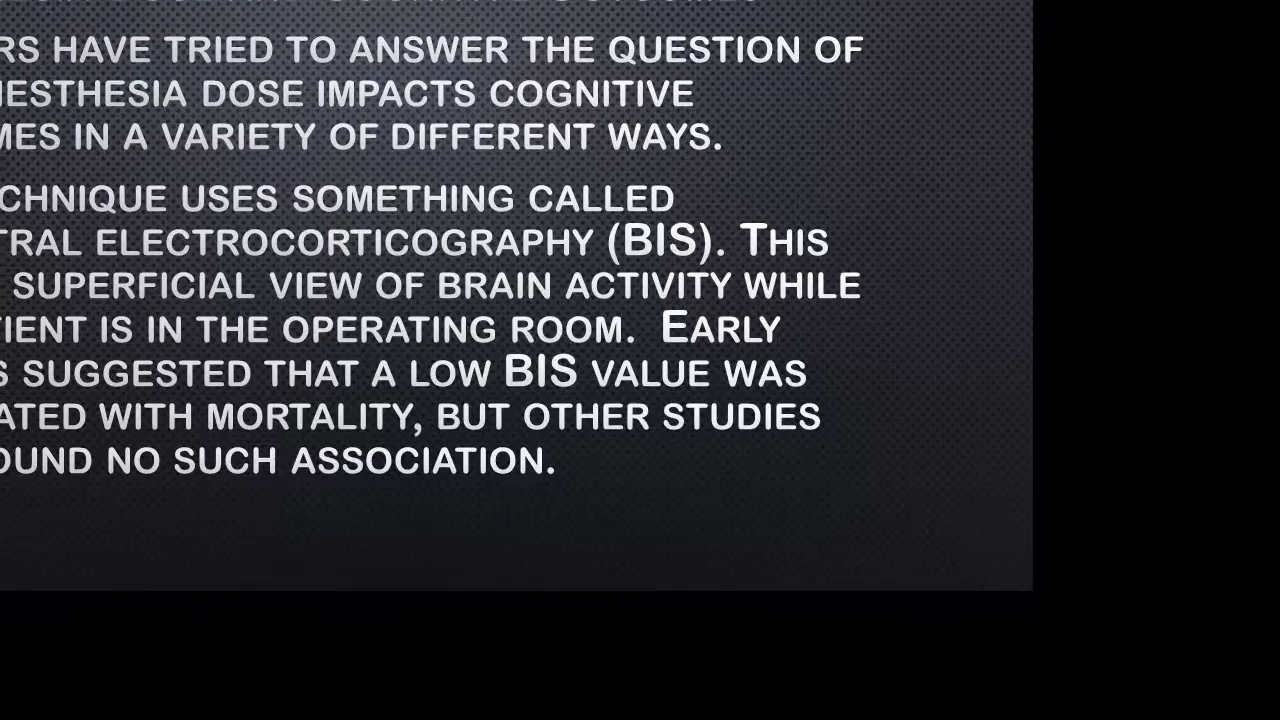 RS HAVE TRIED TO ANSWER THE QUESTION OF
NESTHESIA DOSE IMPACTS COGNITIVE
MES IN A VARIETY OF DIFFERENT WAYS.
CHNIQUE USES SOMETHING CALLED
TRAL ELECTROCORTICOGRAPHY (BIS). THIS
SUPERFICIAL VIEW OF BRAIN ACTIVITY WHILE
TIENT IS IN THE OPERATING ROOM. EARLY
S SUGGESTED THAT A LOW BIS VALUE WAS
ATED WITH MORTALITY, BUT OTHER STUDIES
OUND NO SUCH ASSOCIATION.